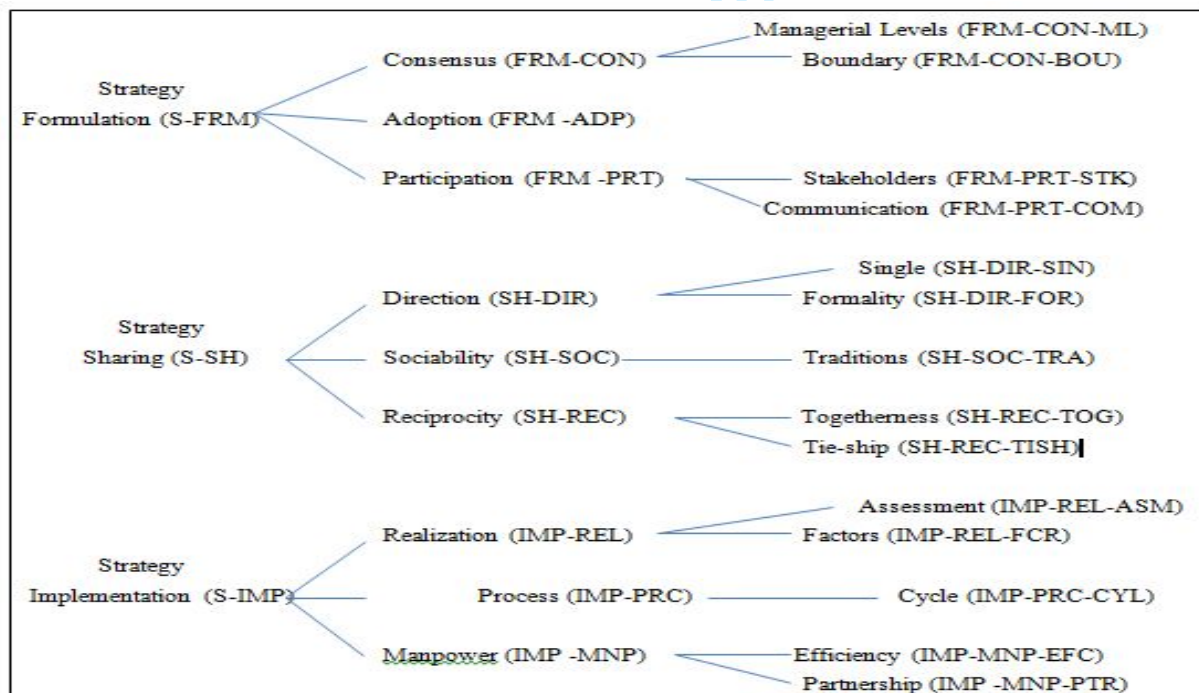 Managerial Levels (FRM-CON-ML)
Consensus (FRM-CON)
Boundary (FRM-CON-BOU)
Strategy
Formulation (S-FRM)
Adoption (FRM -ADP)
Participation (FRM -PRT)
Stakeholders (FRM-PRT-STK)
Communication (FRM-PRT-COM)
Single (SH-DIR-SIN)
Direction (SH-DIR)
Formality (SH-DIR-FOR)
Strategy
Sharing (S-SH)
Sociability (SH-SOC)
Traditions (SH-SOC-TRA)
Reciprocity (SH-REC)
Togetherness (SH-REC-TOG)
Tie-ship (SH-REC-TISH)
Assessment (IMP-REL-ASM)
Realization (IMP-REL)
Factors (IMP-REL-FCR)
Strategy
Implementation (S-IMP)
Process (IMP-PRC)
Cycle (IMP-PRC-CYL)
Manpower (IMP -MNP)
Efficiency (IMP-MNP-EFC)
Partnership (IMP -MNP-PTR)